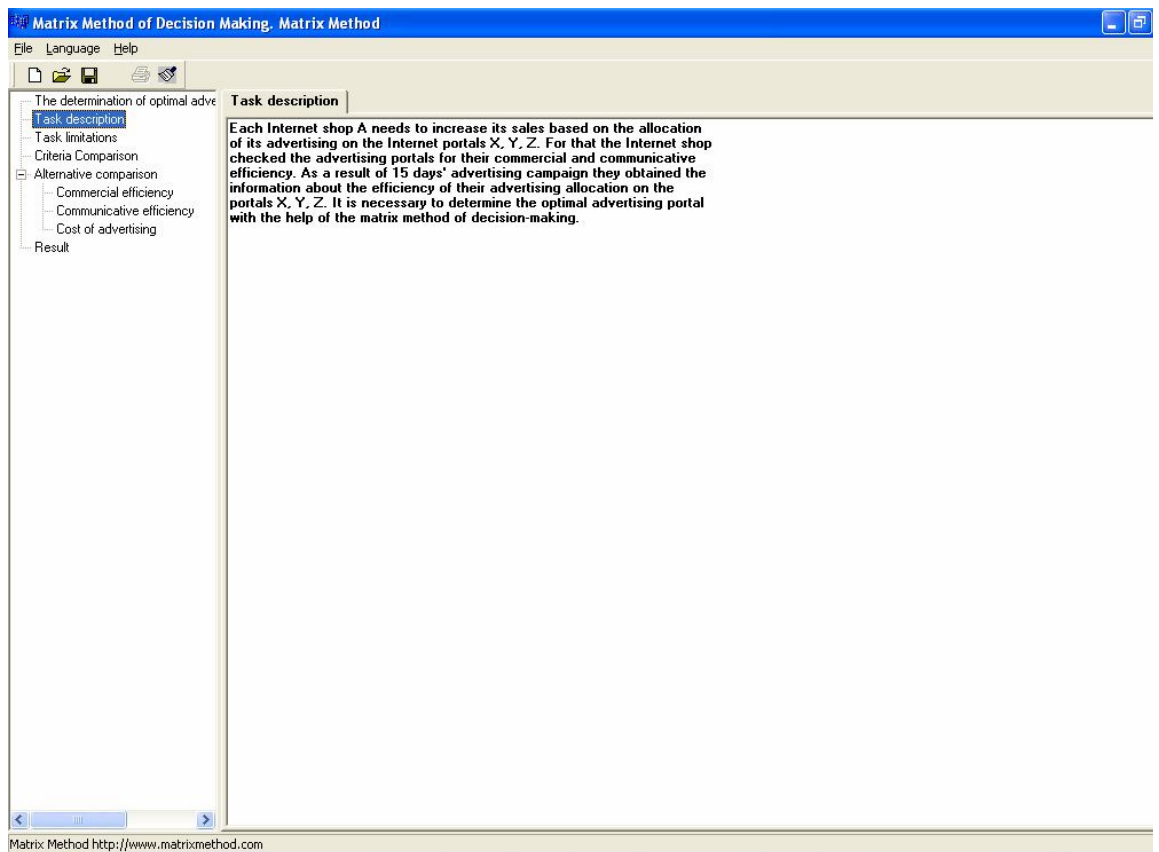 Matrix Method of Decision Making. Matrix Method
File Language Help
The determination of optimal adve
Task description
Task limitations
Criteria Comparison
Alternative comparison
Commercial efficiency
Communicative efficiency
Cost of advertising
Result
Task description
Each Internet shop A needs to increase its sales based on the allocation
of its advertising on the Internet portals X, Y, Z. For that the Internet shop
checked the advertising portals for their commercial and communicative
efficiency. As a result of 15 days' advertising campaign they obtained the
information about the efficiency of their advertising allocation on the
portals X, Y, Z. It is necessary to determine the optimal advertising portal
with the help of the matrix method of decision-making.
Matrix Method http://www.matrixmethod.com